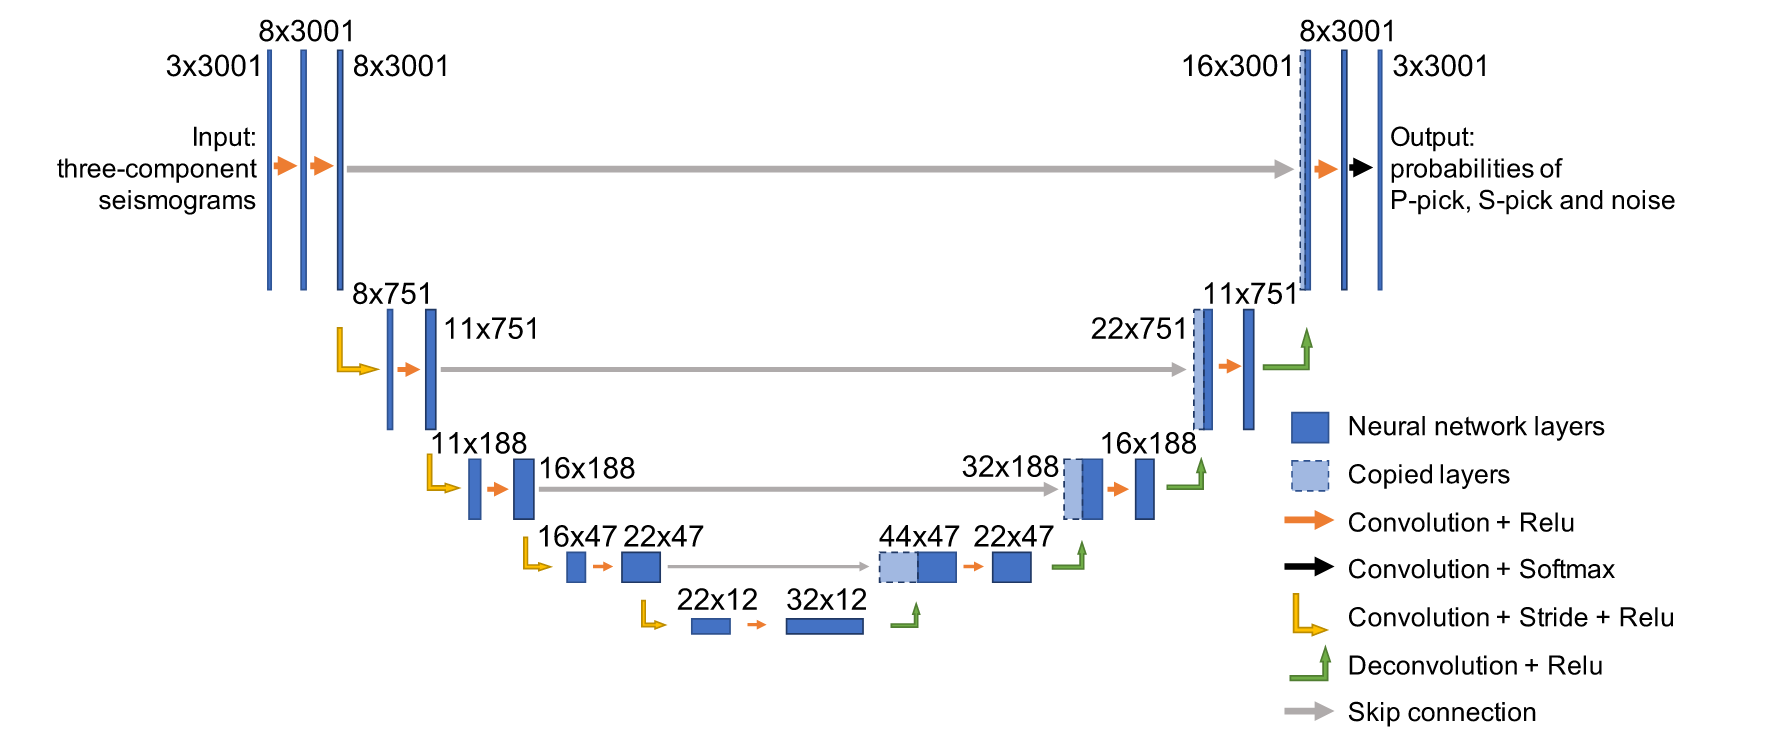 8x3001
3x3001
8x3001
Input:
three-component
seismograms
8x3001
16x3001
3x3001
Output:
probabilities of
P-pick, S-pick and noise
8x751
11x751
22x751
11x751
11x188
16x188
32x188
16x188
16x47
22x47
44x47
22x47
22x12
32x12
Neural network layers
Copied layers
Convolution + Relu
Convolution + Softmax
Convolution + Stride + Relu
Deconvolution + Relu
Skip connection